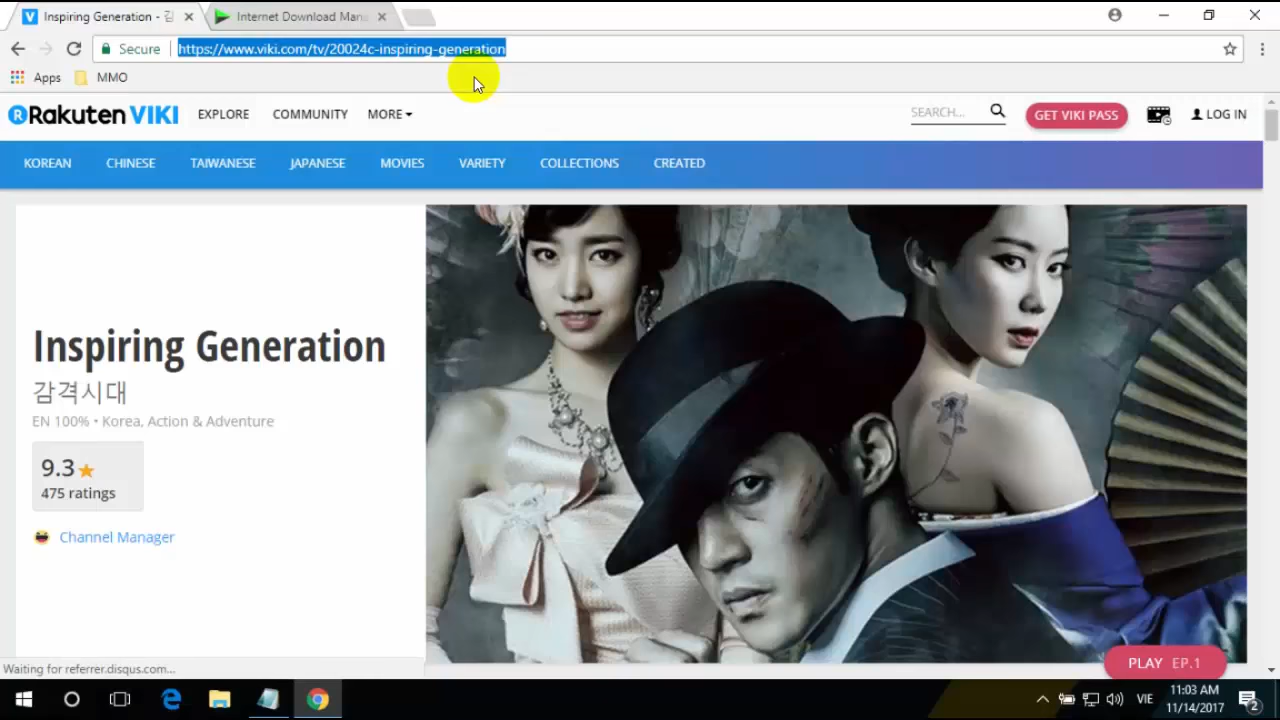 Inspiring Generation - 감
Internet Download Mana
Secure
https://www.viki.com/tv/20024c-inspiring-generation
Apps
MMO
Rakuten VIKI
EXPLORE
COMMUNITY
MORE
SEARCH...
GET VIKI PASS
LOG IN
KOREAN
CHINESE
TAIWANESE
JAPANESE
MOVIES
VARIETY
COLLECTIONS
CREATED
Inspiring Generation
감격시대
EN 100% • Korea, Action & Adventure
9.3
475 ratings
Channel Manager
PLAY EP.1
Waiting for referrer.disqus.com...
VIE
11:03 AM
11/14/2017
2